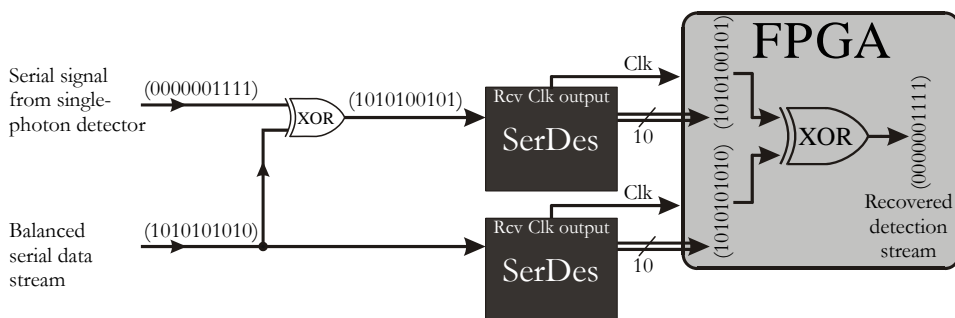 Serial signal
from single-
photon detector
(0000001111)
XOR
(1010100101)
Rcv Clk output
SerDes
Clk
10
Balanced
serial data
stream
(1010101010)
Rcv Clk output
SerDes
Clk
10
FPGA
(1010100101)
(1010101010)
XOR
(0000001111)
Recovered
detection
stream